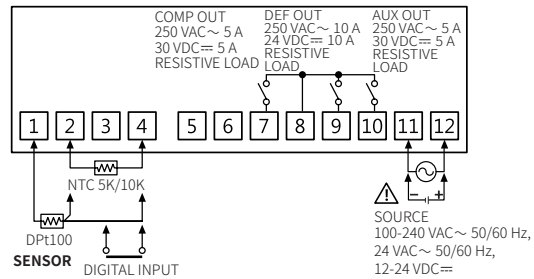 COMP OUT
250 VAC～ 5 A
30 VDC⎓ 5 A
RESISTIVE LOAD
DEF OUT
250 VAC～ 10 A
24 VDC⎓ 10 A
RESISTIVE
LOAD
AUX OUT
250 VAC～ 5 A
30 VDC⎓ 5 A
RESISTIVE
LOAD
1 2 3 4 5 6 7 8 9 10 11 12
NTC 5K/10K
DPt100
SENSOR
DIGITAL INPUT
− +
SOURCE
100-240 VAC～ 50/60 Hz,
24 VAC～ 50/60 Hz,
12-24 VDC⎓